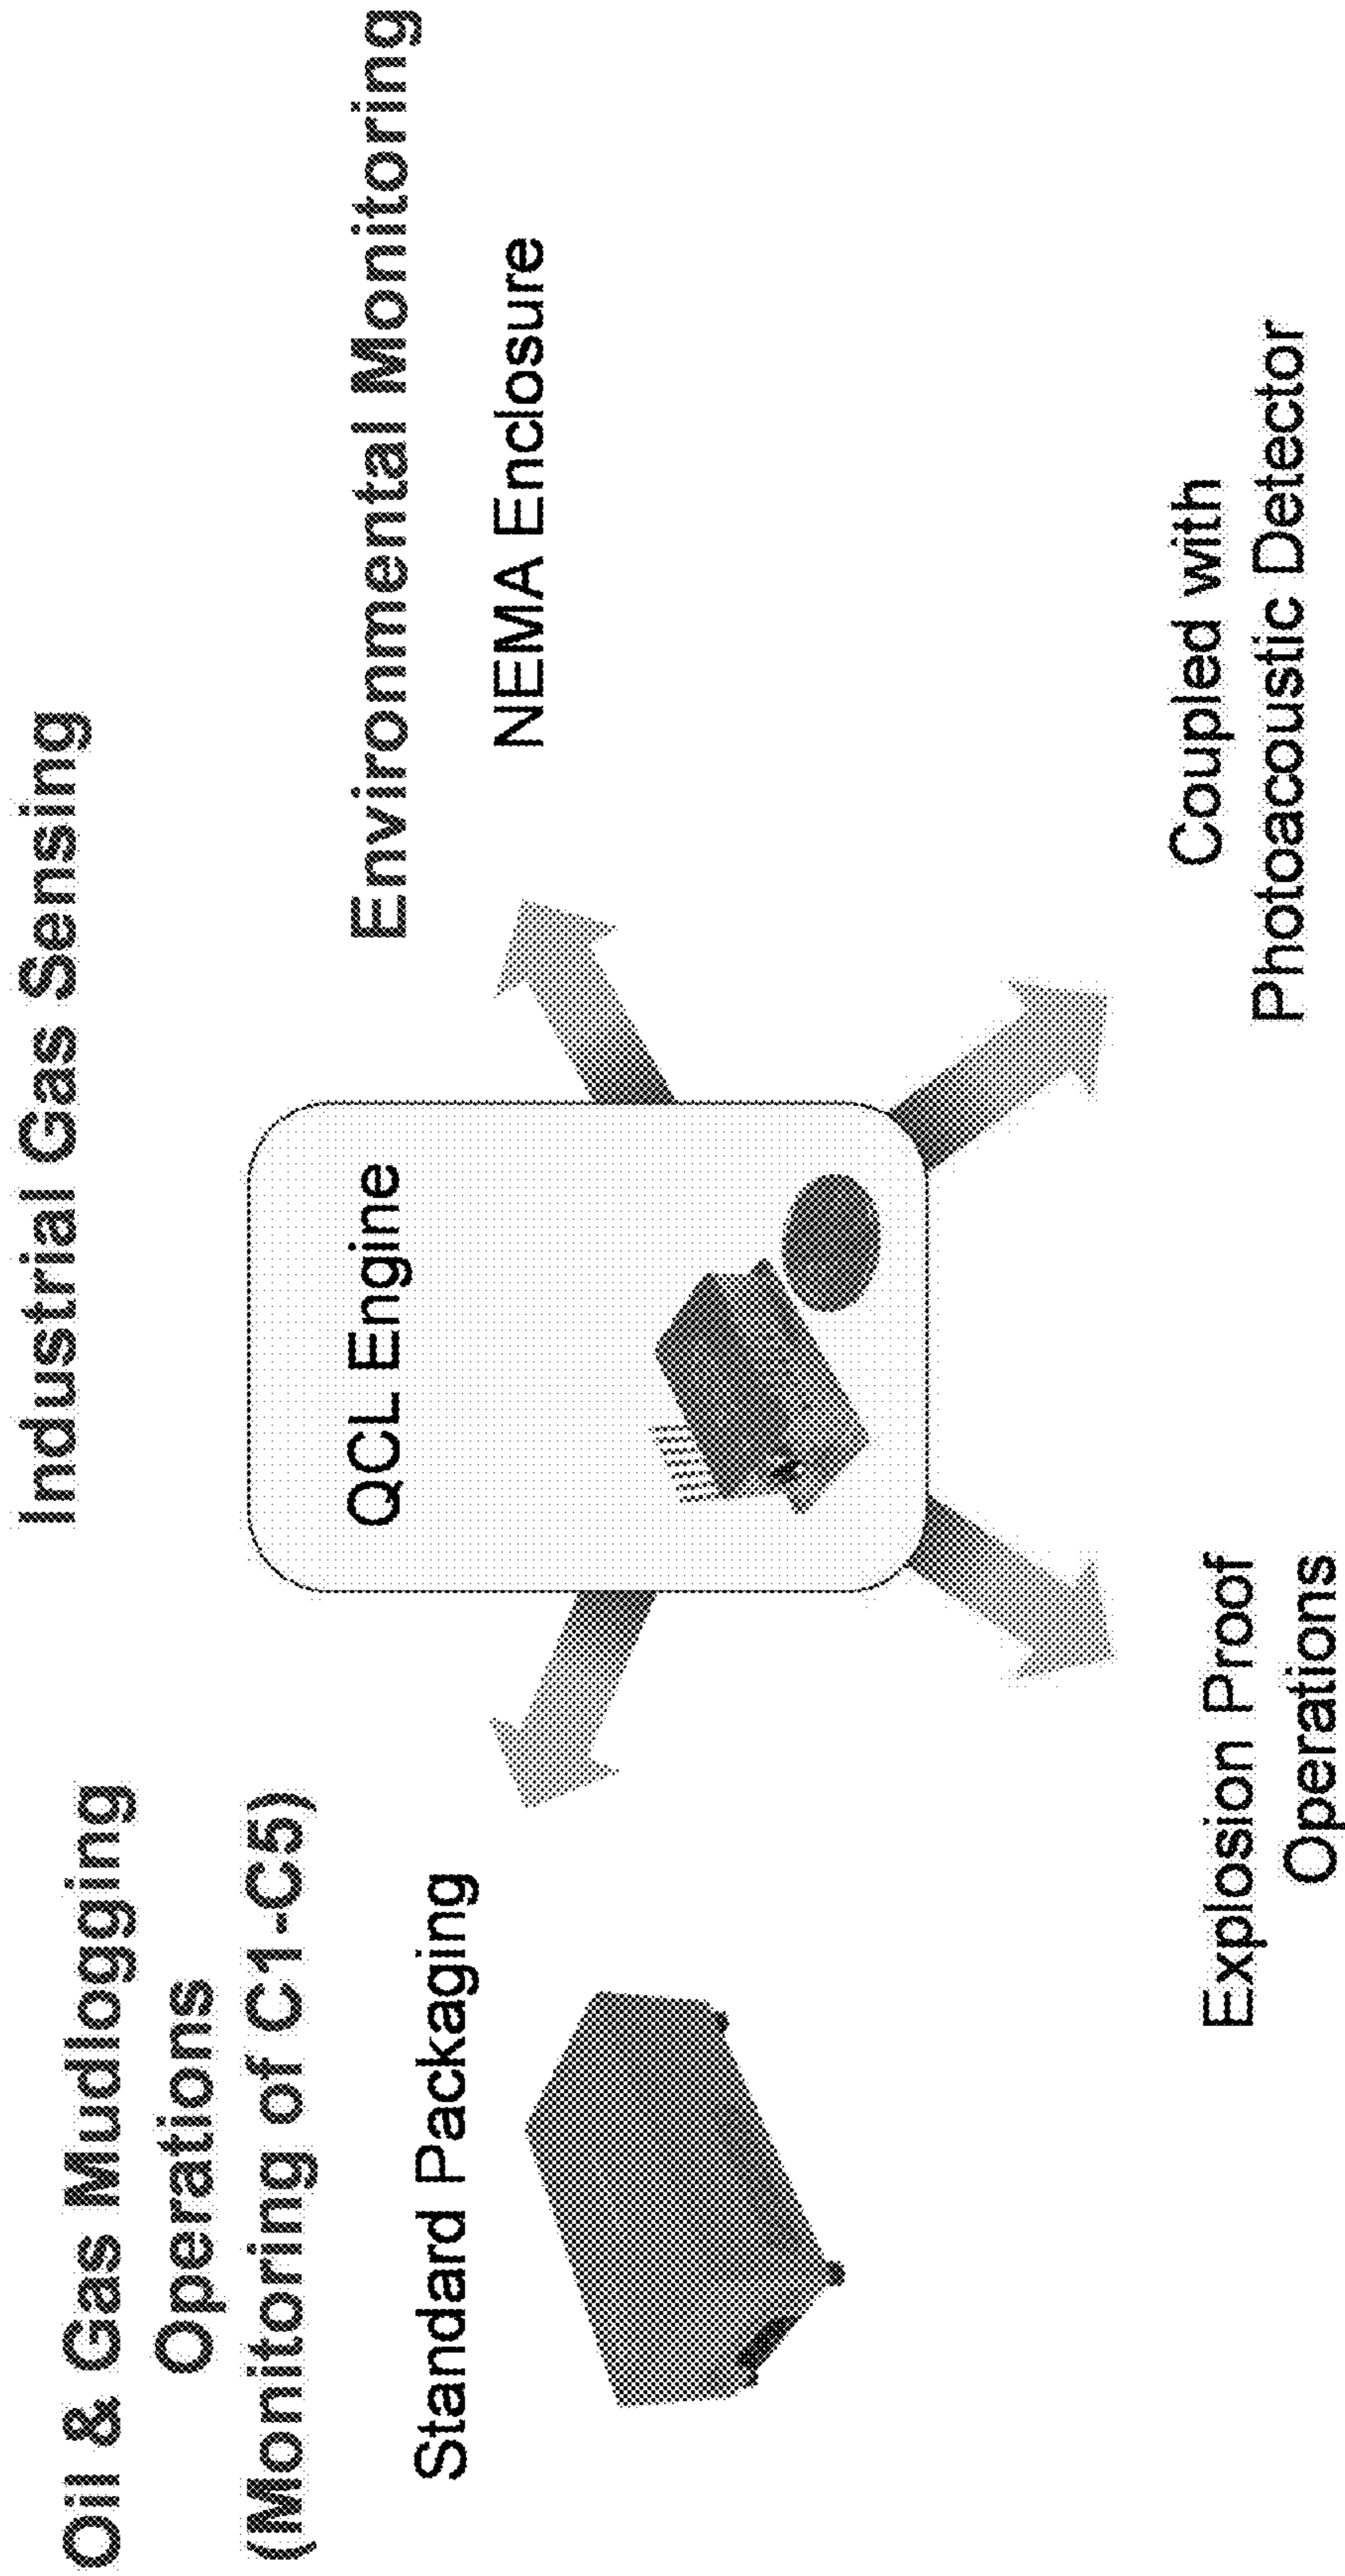 Industrial Gas Sensing
Oil & Gas Mudlogging
Operations
(Monitoring of C1-C5)
Standard Packaging
QCL Engine
Environmental Monitoring
NEMA Enclosure
Explosion Proof
Operations
Coupled with
Photoacoustic Detector